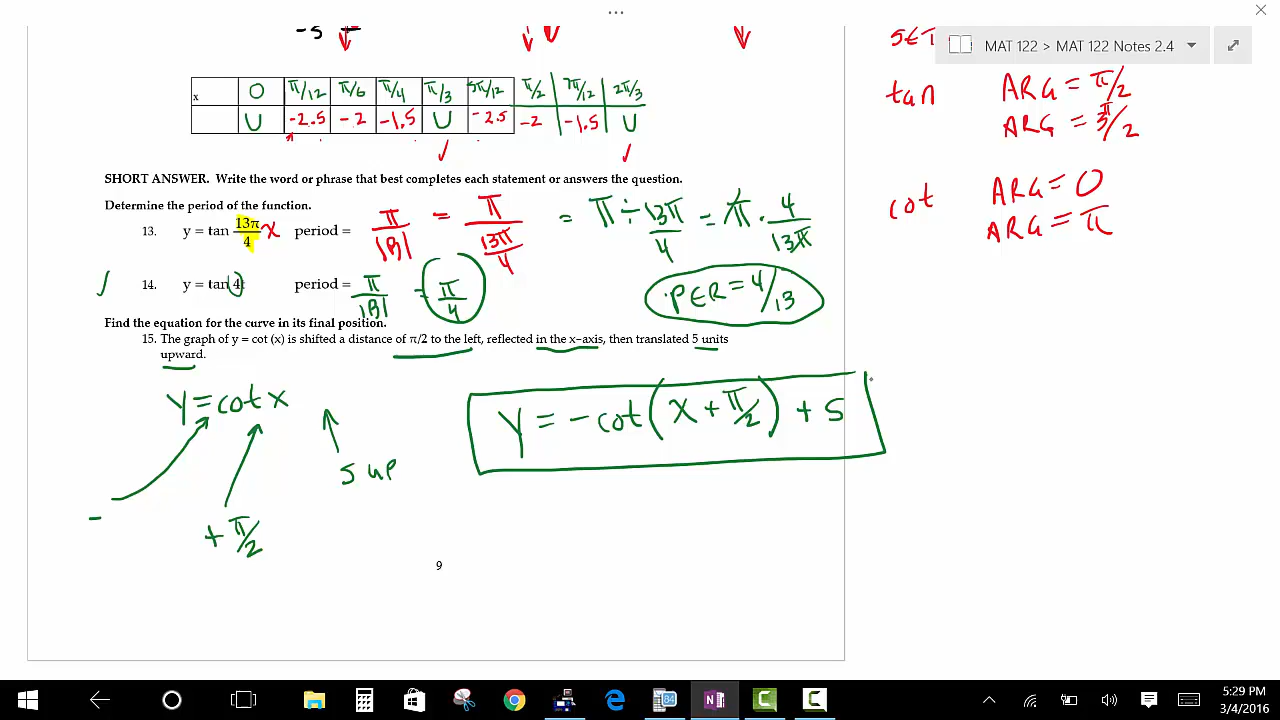 -5
SET
MAT 122 > MAT 122 Notes 2.4
tan ARG = π/2
ARG = 3π/2
cot ARG = 0
ARG = π
x 0 π/12 π/6 π/4 π/3 5π/12 π/2 7π/12 2π/3
U -2.5 -2 -1.5 U -2.5 -2 -1.5 U
SHORT ANSWER. Write the word or phrase that best completes each statement or answers the question.
Determine the period of the function.
13. y = tan 13π/4 x period = π/|B| = π/(13π/4) = π ÷ 13π/4 = π · 4/13π
PER = 4/13
14. y = tan 4 period = π/|B| = π/4
Find the equation for the curve in its final position.
15. The graph of y = cot (x) is shifted a distance of π/2 to the left, reflected in the x-axis, then translated 5 units
upward.
y = cot x
y = -cot(x + π/2) + 5
5 up
-
+ π/2
9
5:29 PM
3/4/2016